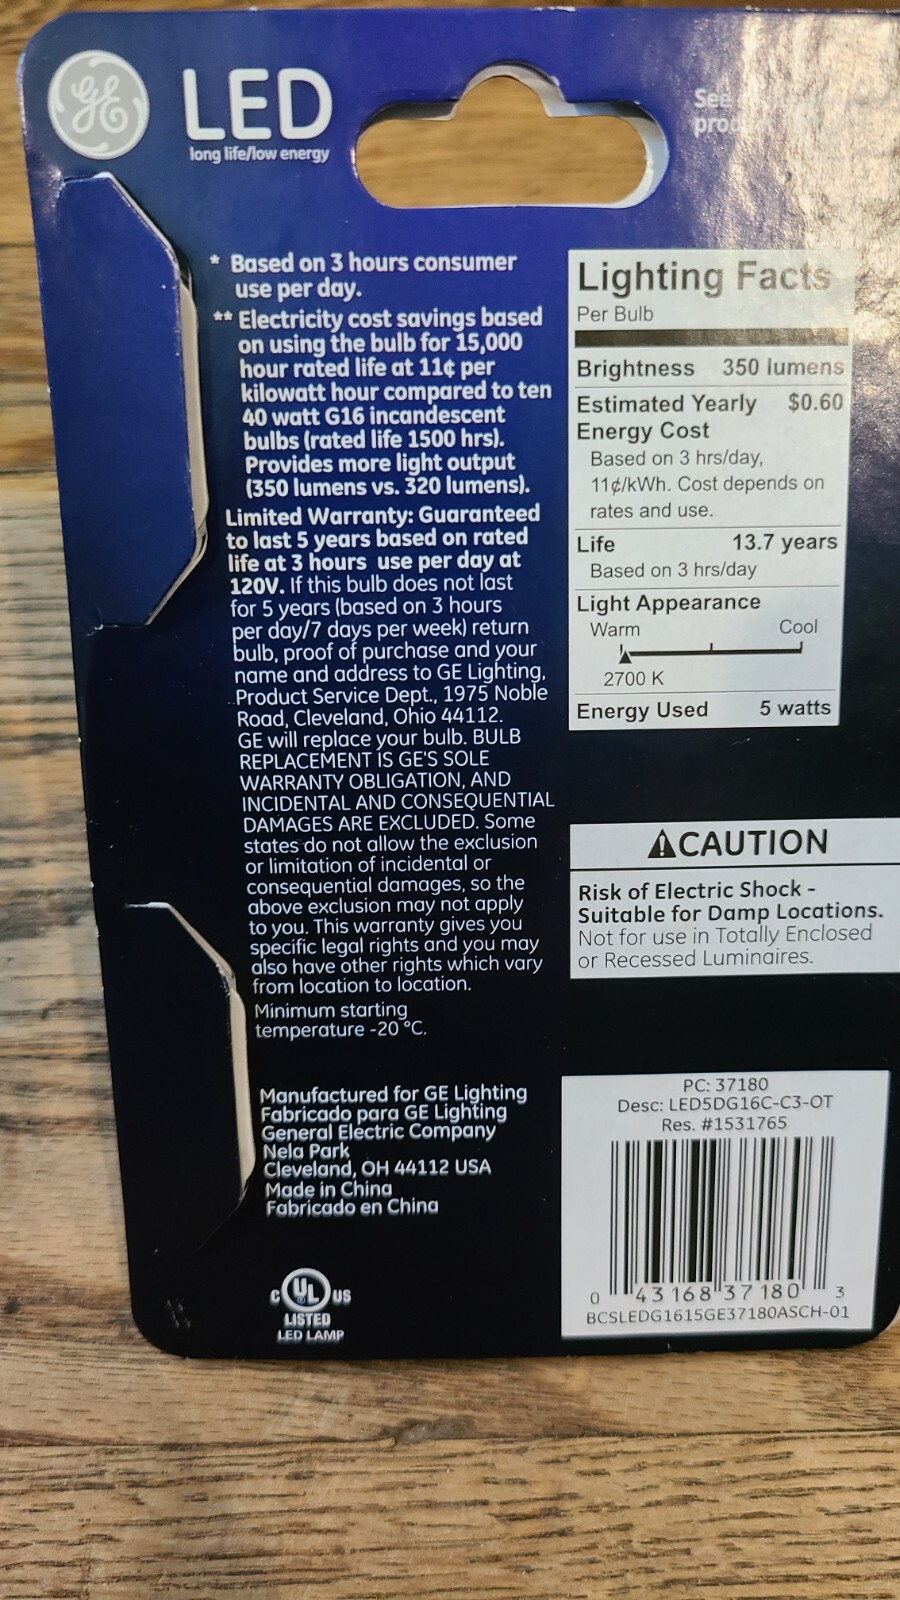 GE
LED
long life/low energy
See
* Based on 3 hours consumer
use per day.
** Electricity cost savings based
on using the bulb for 15,000
hour rated life at 11¢ per
kilowatt hour compared to ten
40 watt G16 incandescent
bulbs (rated life 1500 hrs).
Provides more light output
(350 lumens vs. 320 lumens).
Limited Warranty: Guaranteed
to last 5 years based on rated
life at 3 hours use per day at
120V. If this bulb does not last
for 5 years (based on 3 hours
per day/7 days per week) return
bulb, proof of purchase and your
name and address to GE Lighting,
Product Service Dept., 1975 Noble
Road, Cleveland, Ohio 44112.
GE will replace your bulb. BULB
REPLACEMENT IS GE'S SOLE
WARRANTY OBLIGATION, AND
INCIDENTAL AND CONSEQUENTIAL
DAMAGES ARE EXCLUDED. Some
states do not allow the exclusion
or limitation of incidental or
consequential damages, so the
above exclusion may not apply
to you. This warranty gives you
specific legal rights and you may
also have other rights which vary
from location to location.
Minimum starting
temperature -20 °C.
Manufactured for GE Lighting
Fabricado para GE Lighting
General Electric Company
Nela Park
Cleveland, OH 44112 USA
Made in China
Fabricado en China
C UL US
LISTED
LED LAMP
Lighting Facts
Per Bulb
Brightness 350 lumens
Estimated Yearly $0.60
Energy Cost
Based on 3 hrs/day,
11¢/kWh. Cost depends on
rates and use.
Life 13.7 years
Based on 3 hrs/day
Light Appearance
Warm Cool
2700 K
Energy Used 5 watts
CAUTION
Risk of Electric Shock -
Suitable for Damp Locations.
Not for use in Totally Enclosed
or Recessed Luminaires.
PC: 37180
Desc: LED5DG16C-C3-OT
Res. #1531765
0 43168 37180 3
BCSLEDG1615GE37180ASCH-01